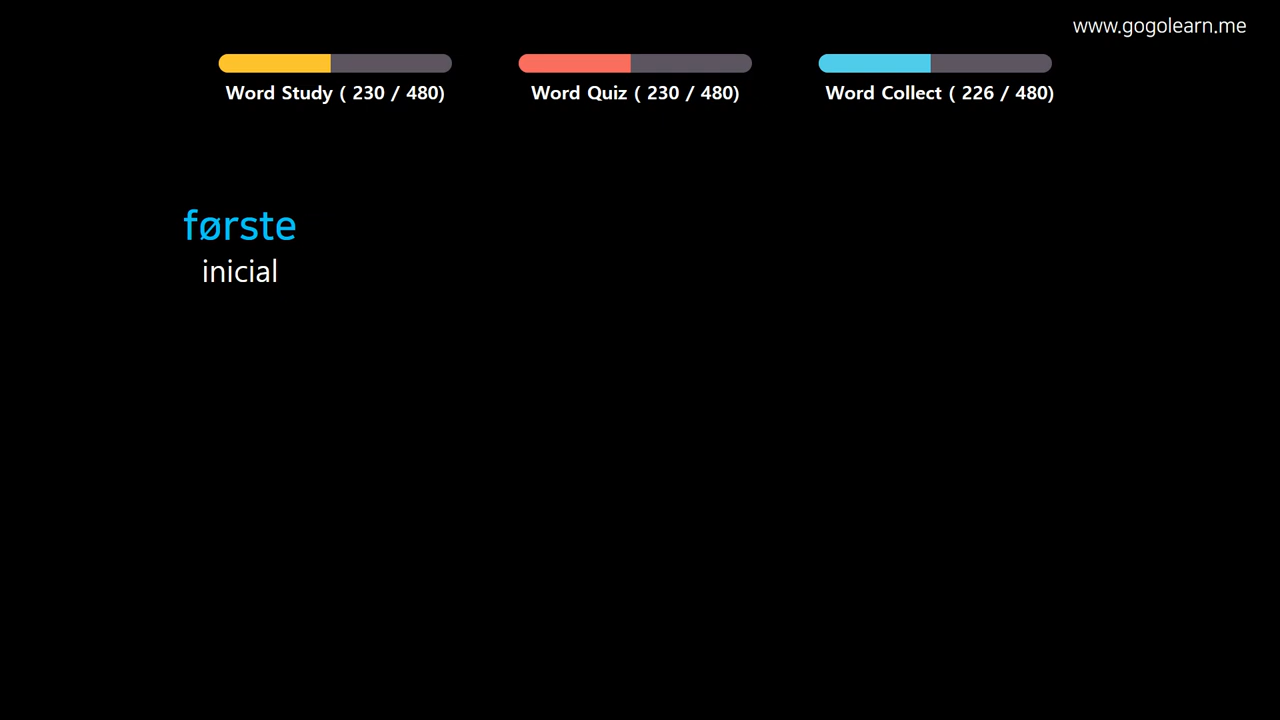 www.gogolearn.me
Word Study ( 230 / 480)
Word Quiz ( 230 / 480)
Word Collect ( 226 / 480)
første
inicial